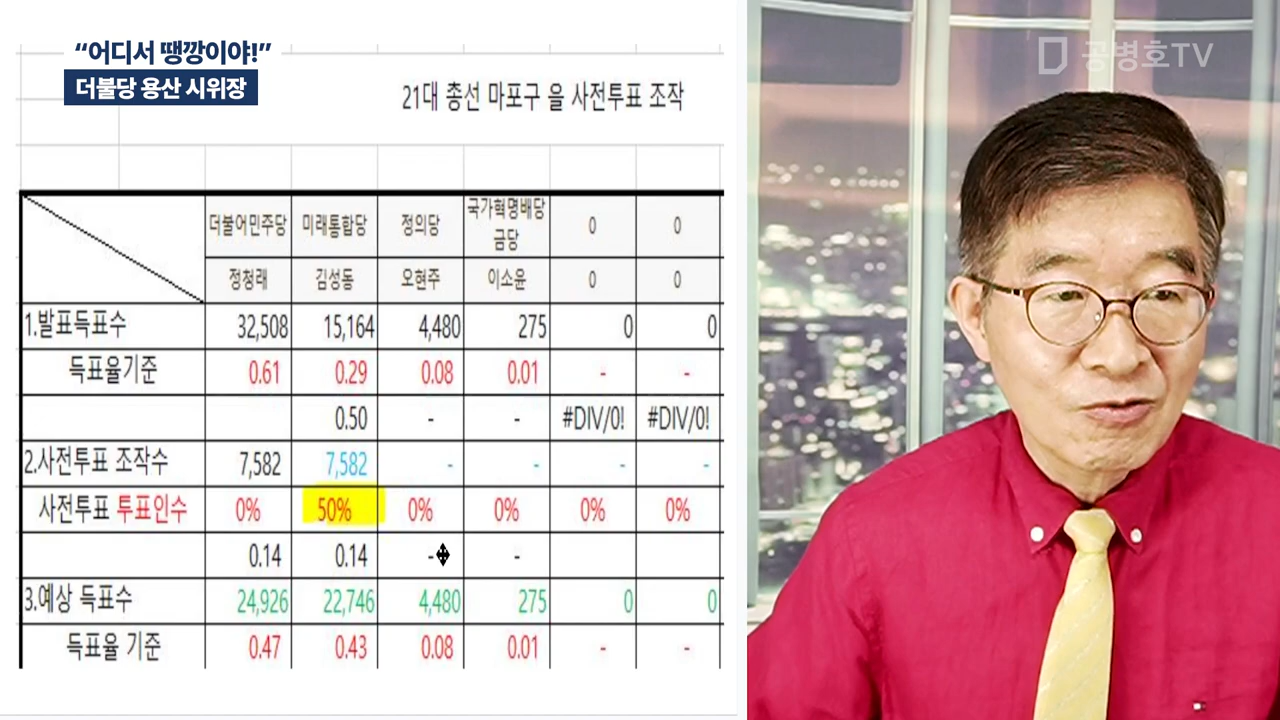 “어디서 땡깡이야!”
더불당 용산 시위장
공병호TV
21대 총선 마포구 을 사전투표 조작
더불어민주당 미래통합당 정의당 국가혁명배당금당 0 0
정청래 김성동 오현주 이소윤 0 0
1.발표득표수 32,508 15,164 4,480 275 0 0
득표율기준 0.61 0.29 0.08 0.01 - -
0.50 - - #DIV/0! #DIV/0!
2.사전투표 조작수 7,582 7,582 - - - -
사전투표 투표인수 0% 50% 0% 0% 0% 0%
0.14 0.14 - -
3.예상 득표수 24,926 22,746 4,480 275 0 0
득표율 기준 0.47 0.43 0.08 0.01 - -